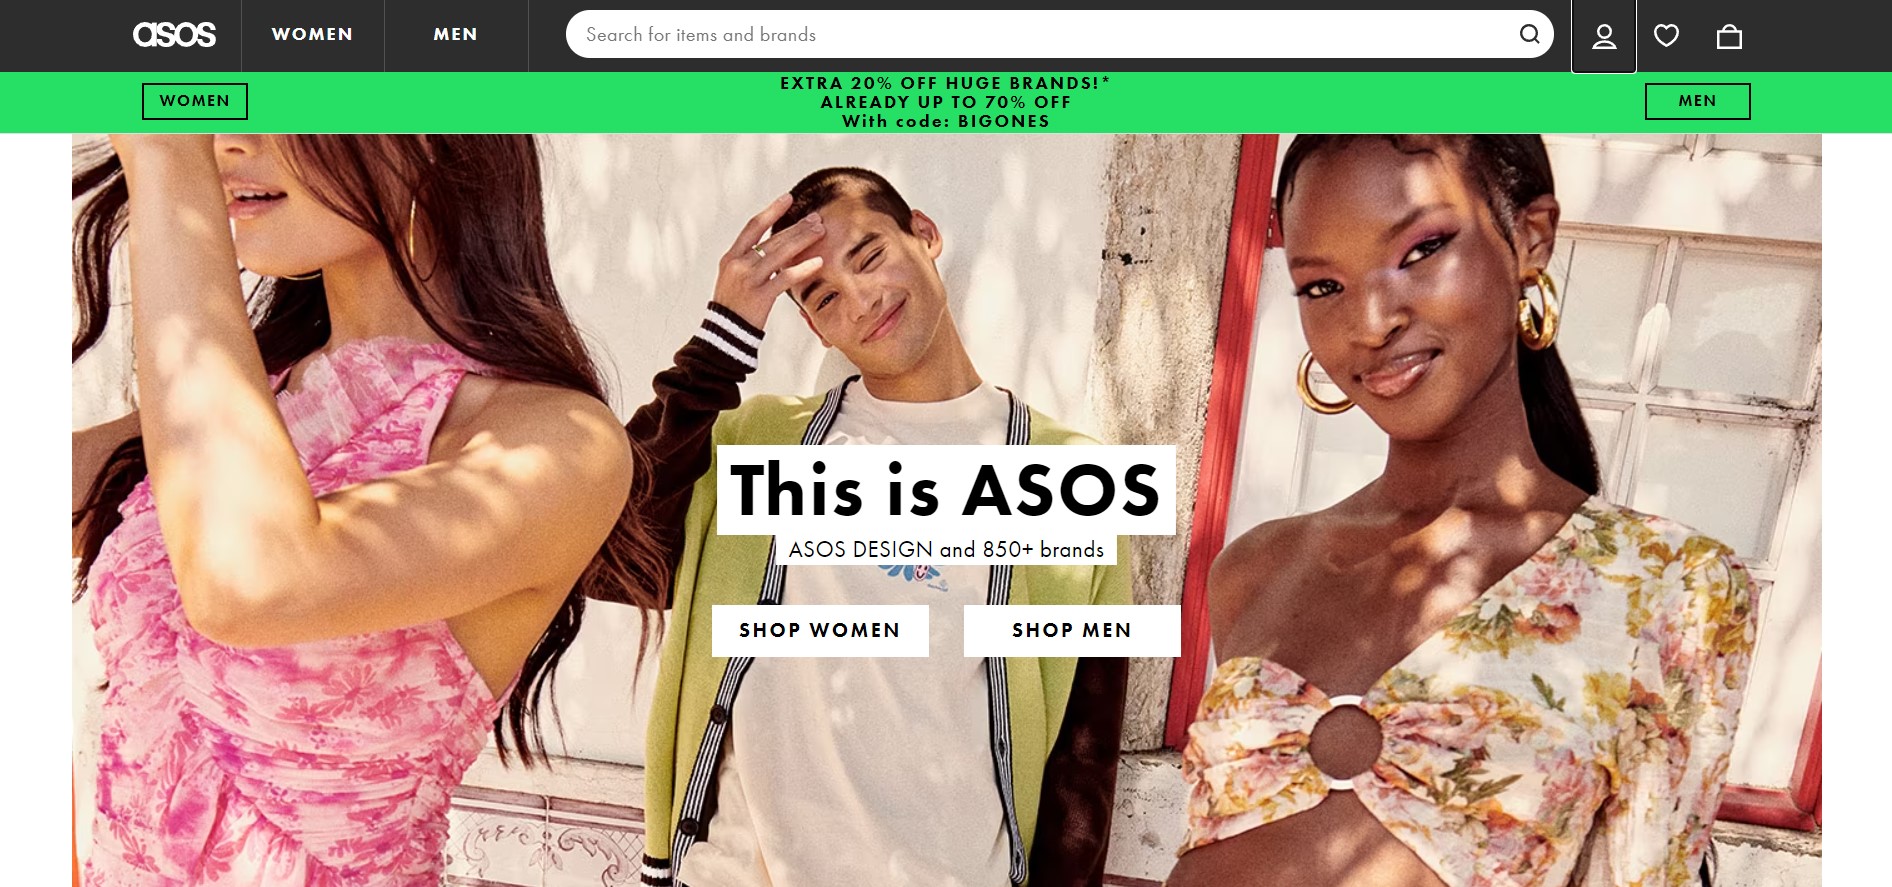 asos
WOMEN
MEN
Search for items and brands
WOMEN
EXTRA 20% OFF HUGE BRANDS!*
ALREADY UP TO 70% OFF
With code: BIGONES
MEN
This is ASOS
ASOS DESIGN and 850+ brands
SHOP WOMEN
SHOP MEN